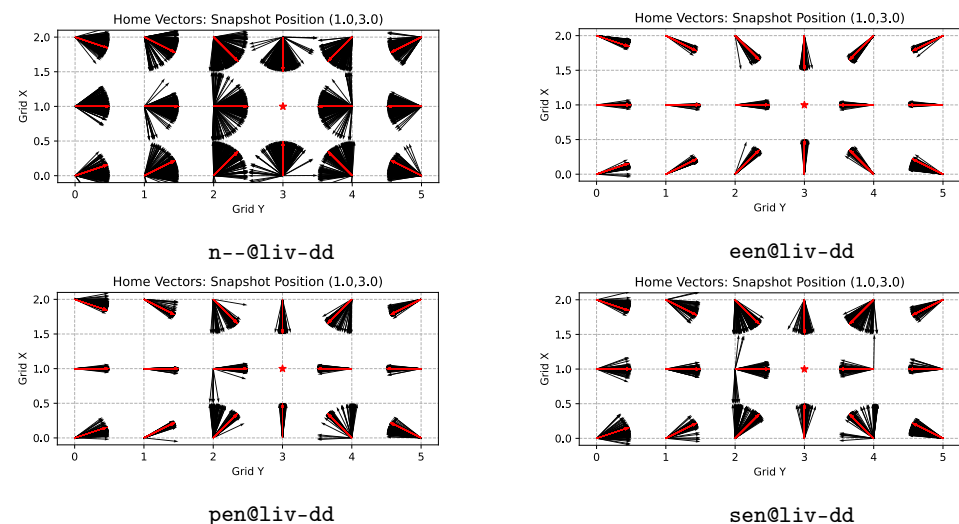 Home Vectors: Snapshot Position (1.0,3.0)
2.0
1.5
1.0
0.5
0.0
Grid X
0 1 2 3 4 5
Grid Y
n--@liv-dd
Home Vectors: Snapshot Position (1.0,3.0)
2.0
1.5
1.0
0.5
0.0
Grid X
0 1 2 3 4 5
Grid Y
een@liv-dd
Home Vectors: Snapshot Position (1.0,3.0)
2.0
1.5
1.0
0.5
0.0
Grid X
0 1 2 3 4 5
Grid Y
pen@liv-dd
Home Vectors: Snapshot Position (1.0,3.0)
2.0
1.5
1.0
0.5
0.0
Grid X
0 1 2 3 4 5
Grid Y
sen@liv-dd